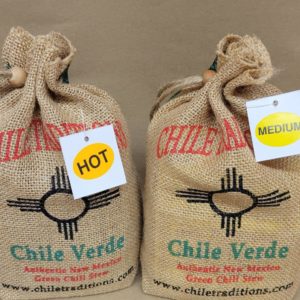 CHILE TRADITIONS
HOT
Chile Verde
Authentic New Mexico
Green Chili Stew
www.chiletraditions.com
CHILE
MEDIUM
Chile Verde
Authentic New Mexico
Green Chili Stew
www.chiletraditions.com